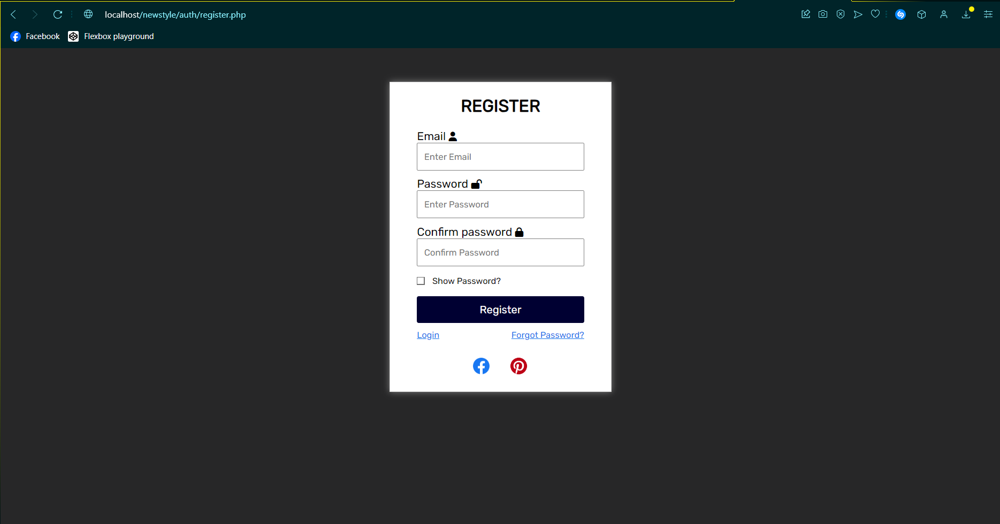 localhost/newstyle/auth/register.php
Facebook Flexbox playground
REGISTER
Email
Enter Email
Password
Enter Password
Confirm password
Confirm Password
Show Password?
Register
Login Forgot Password?